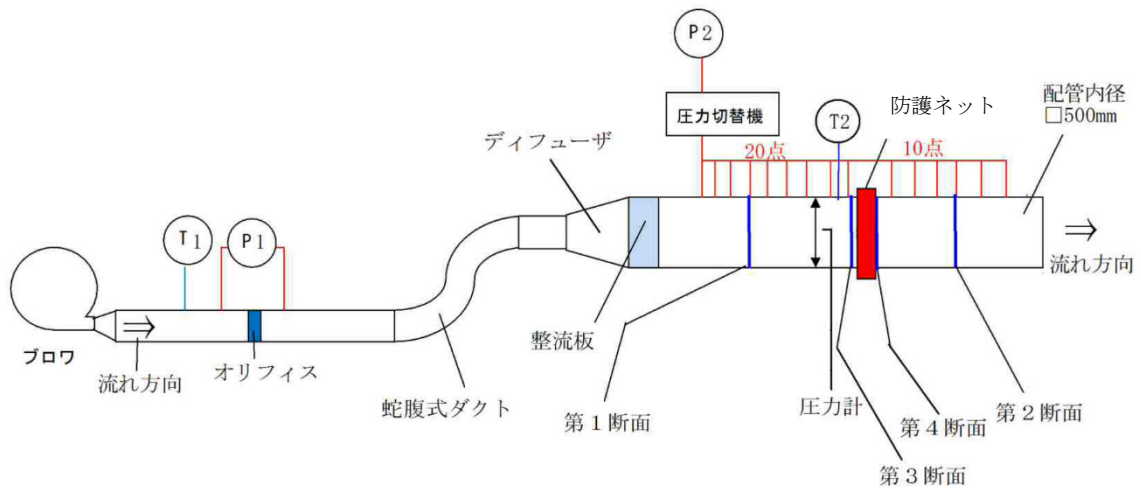 P2
圧力切替機
T2
防護ネット
配管内径
□500mm
ディフューザ
20点
10点
T1
P1
流れ方向
ブロワ
流れ方向
オリフィス
整流板
蛇腹式ダクト
第1断面
圧力計
第3断面
第4断面
第2断面